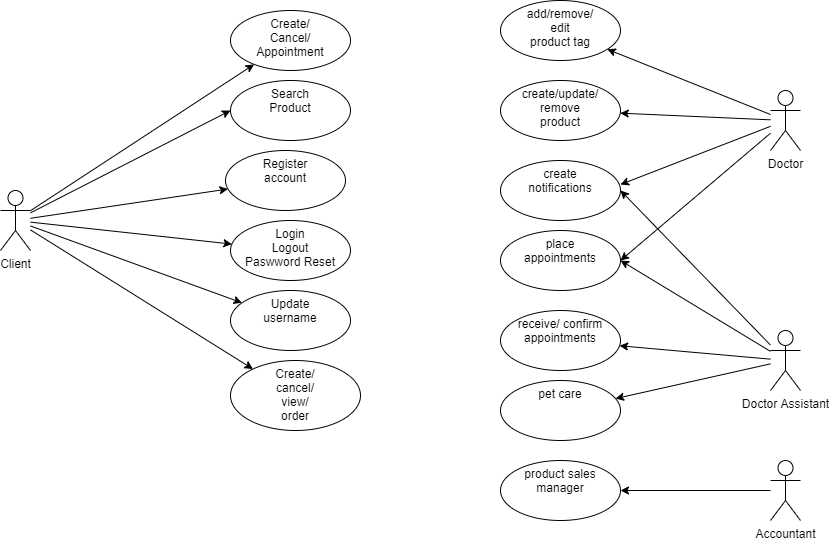 Create/
Cancel/
Appointment
Search
Product
Register
account
Client
Login
Logout
Paswword Reset
Update
username
Create/
cancel/
view/
order
add/remove/
edit
product tag
create/update/
remove
product
Doctor
create
notifications
place
appointments
receive/ confirm
appointments
pet care
Doctor Assistant
product sales
manager
Accountant